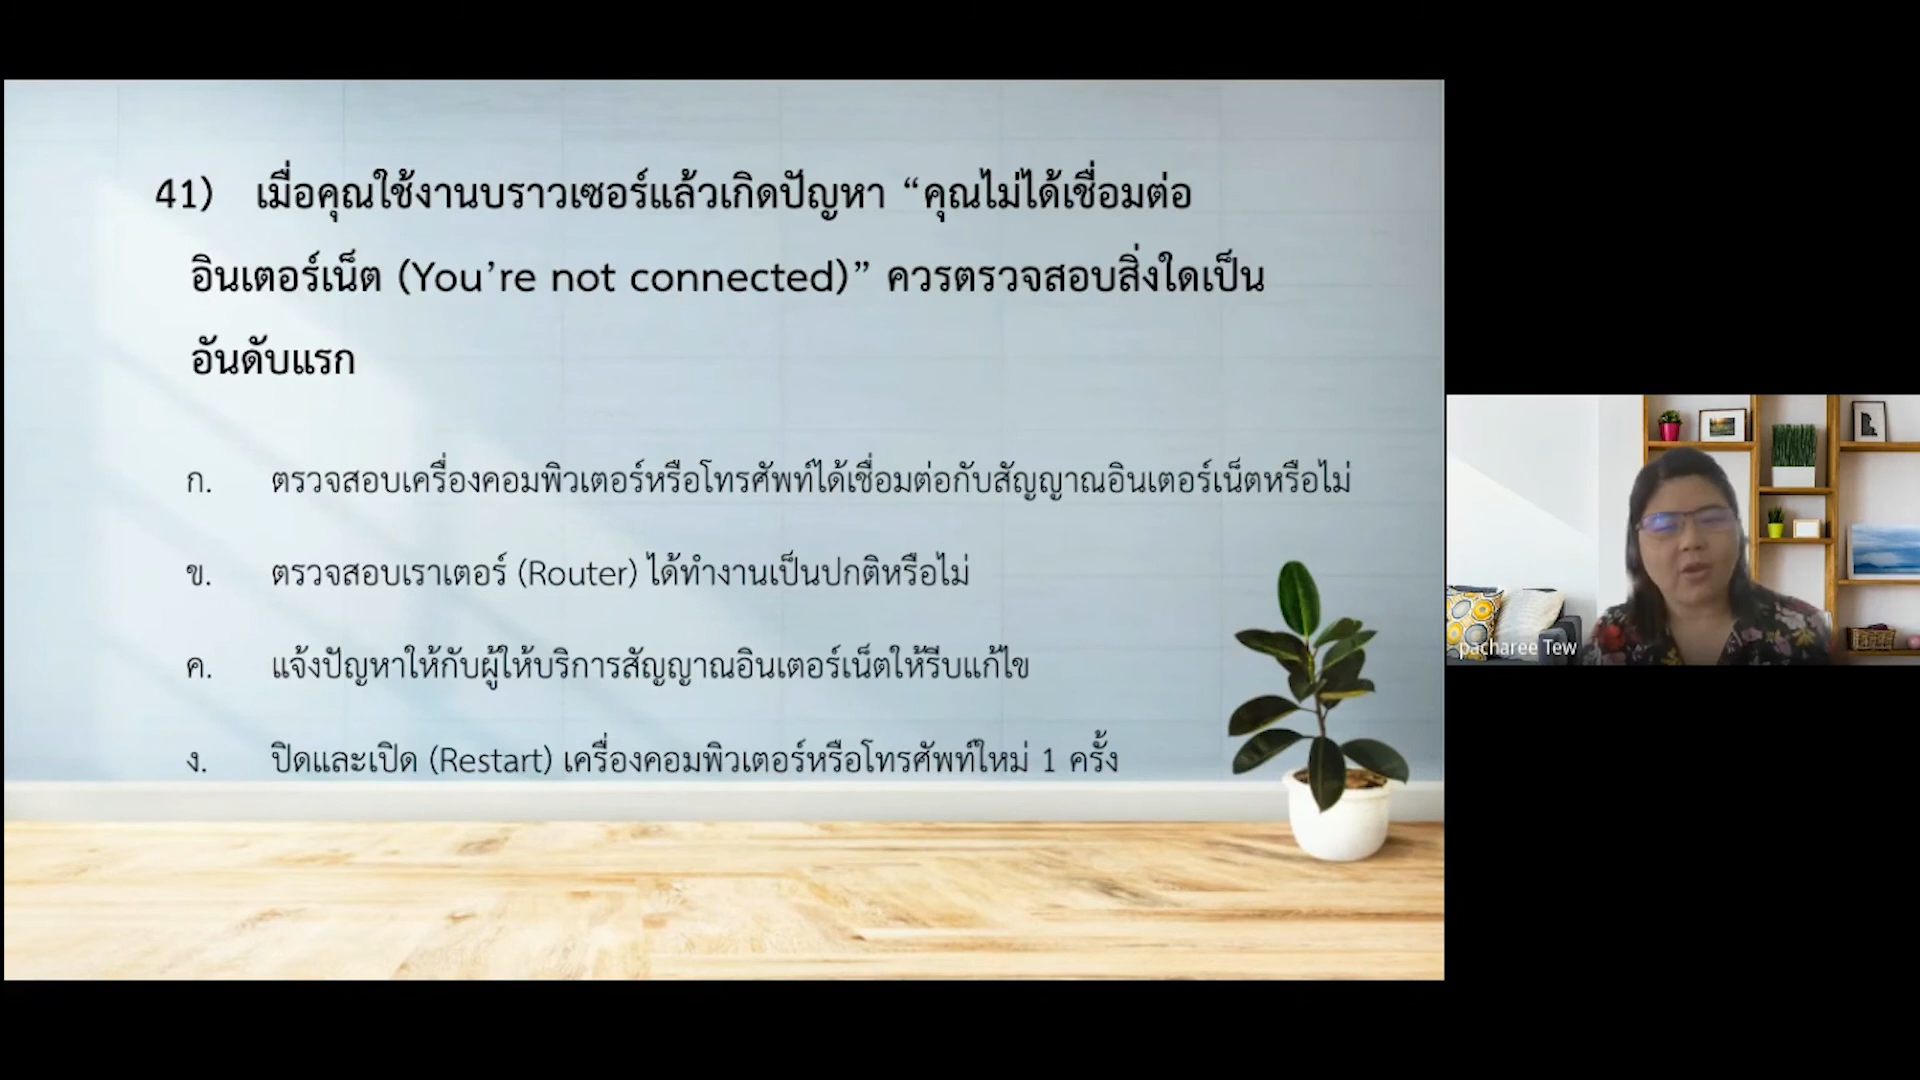 41) เมื่อคุณใช้งานบราวเซอร์แล้วเกิดปัญหา “คุณไม่ได้เชื่อมต่อ
อินเตอร์เน็ต (You’re not connected)” ควรตรวจสอบสิ่งใดเป็น
อันดับแรก
ก. ตรวจสอบเครื่องคอมพิวเตอร์หรือโทรศัพท์ได้เชื่อมต่อกับสัญญาณอินเตอร์เน็ตหรือไม่
ข. ตรวจสอบเราเตอร์ (Router) ได้ทำงานเป็นปกติหรือไม่
ค. แจ้งปัญหาให้กับผู้ให้บริการสัญญาณอินเตอร์เน็ตให้รีบแก้ไข
ง. ปิดและเปิด (Restart) เครื่องคอมพิวเตอร์หรือโทรศัพท์ใหม่ 1 ครั้ง
pacharee Tew